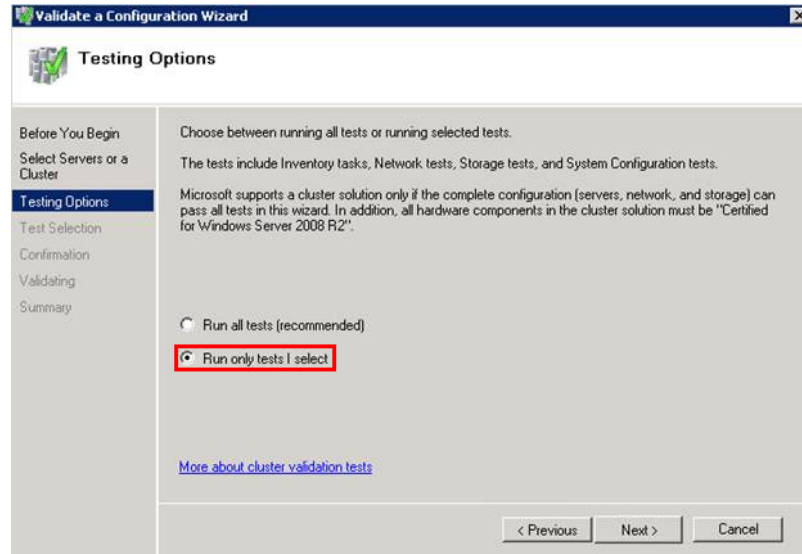 Validate a Configuration Wizard
Testing Options
Before You Begin
Select Servers or a
Cluster
Testing Options
Test Selection
Confirmation
Validating
Summary
Choose between running all tests or running selected tests.
The tests include Inventory tasks, Network tests, Storage tests, and System Configuration tests.
Microsoft supports a cluster solution only if the complete configuration (servers, network, and storage) can
pass all tests in this wizard. In addition, all hardware components in the cluster solution must be "Certified
for Windows Server 2008 R2".
Run all tests (recommended)
Run only tests I select
More about cluster validation tests
< Previous
Next >
Cancel